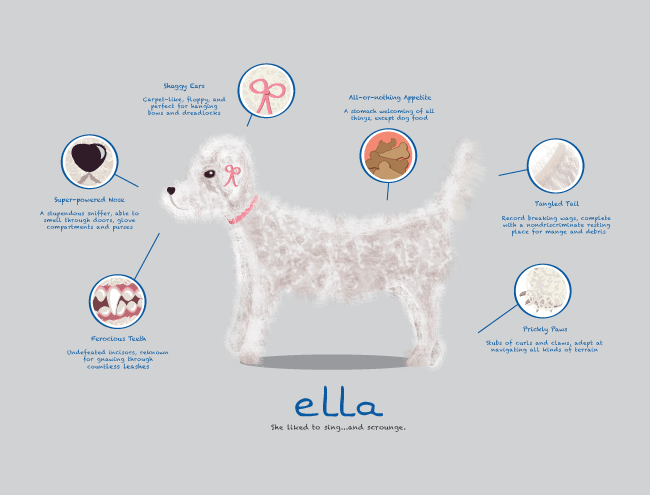 Shaggy Ears
Carpet-like, floppy, and
perfect for hanging
bows and dreadlocks
All-or-nothing Appetite
A stomach welcoming of all
things, except dog food
Super-powered Nose
A stupendous sniffer, able to
smell through doors, glove
compartments and purses
Tangled Tail
Record breaking wags, complete
with a nondiscriminate resting
place for mange and debris
Ferocious Teeth
Undefeated incisors, reknown
for gnawing through
countless leashes
Prickly Paws
Stubs of curls and claws, adept at
navigating all kinds of terrain
ella
She liked to sing...and scrounge.